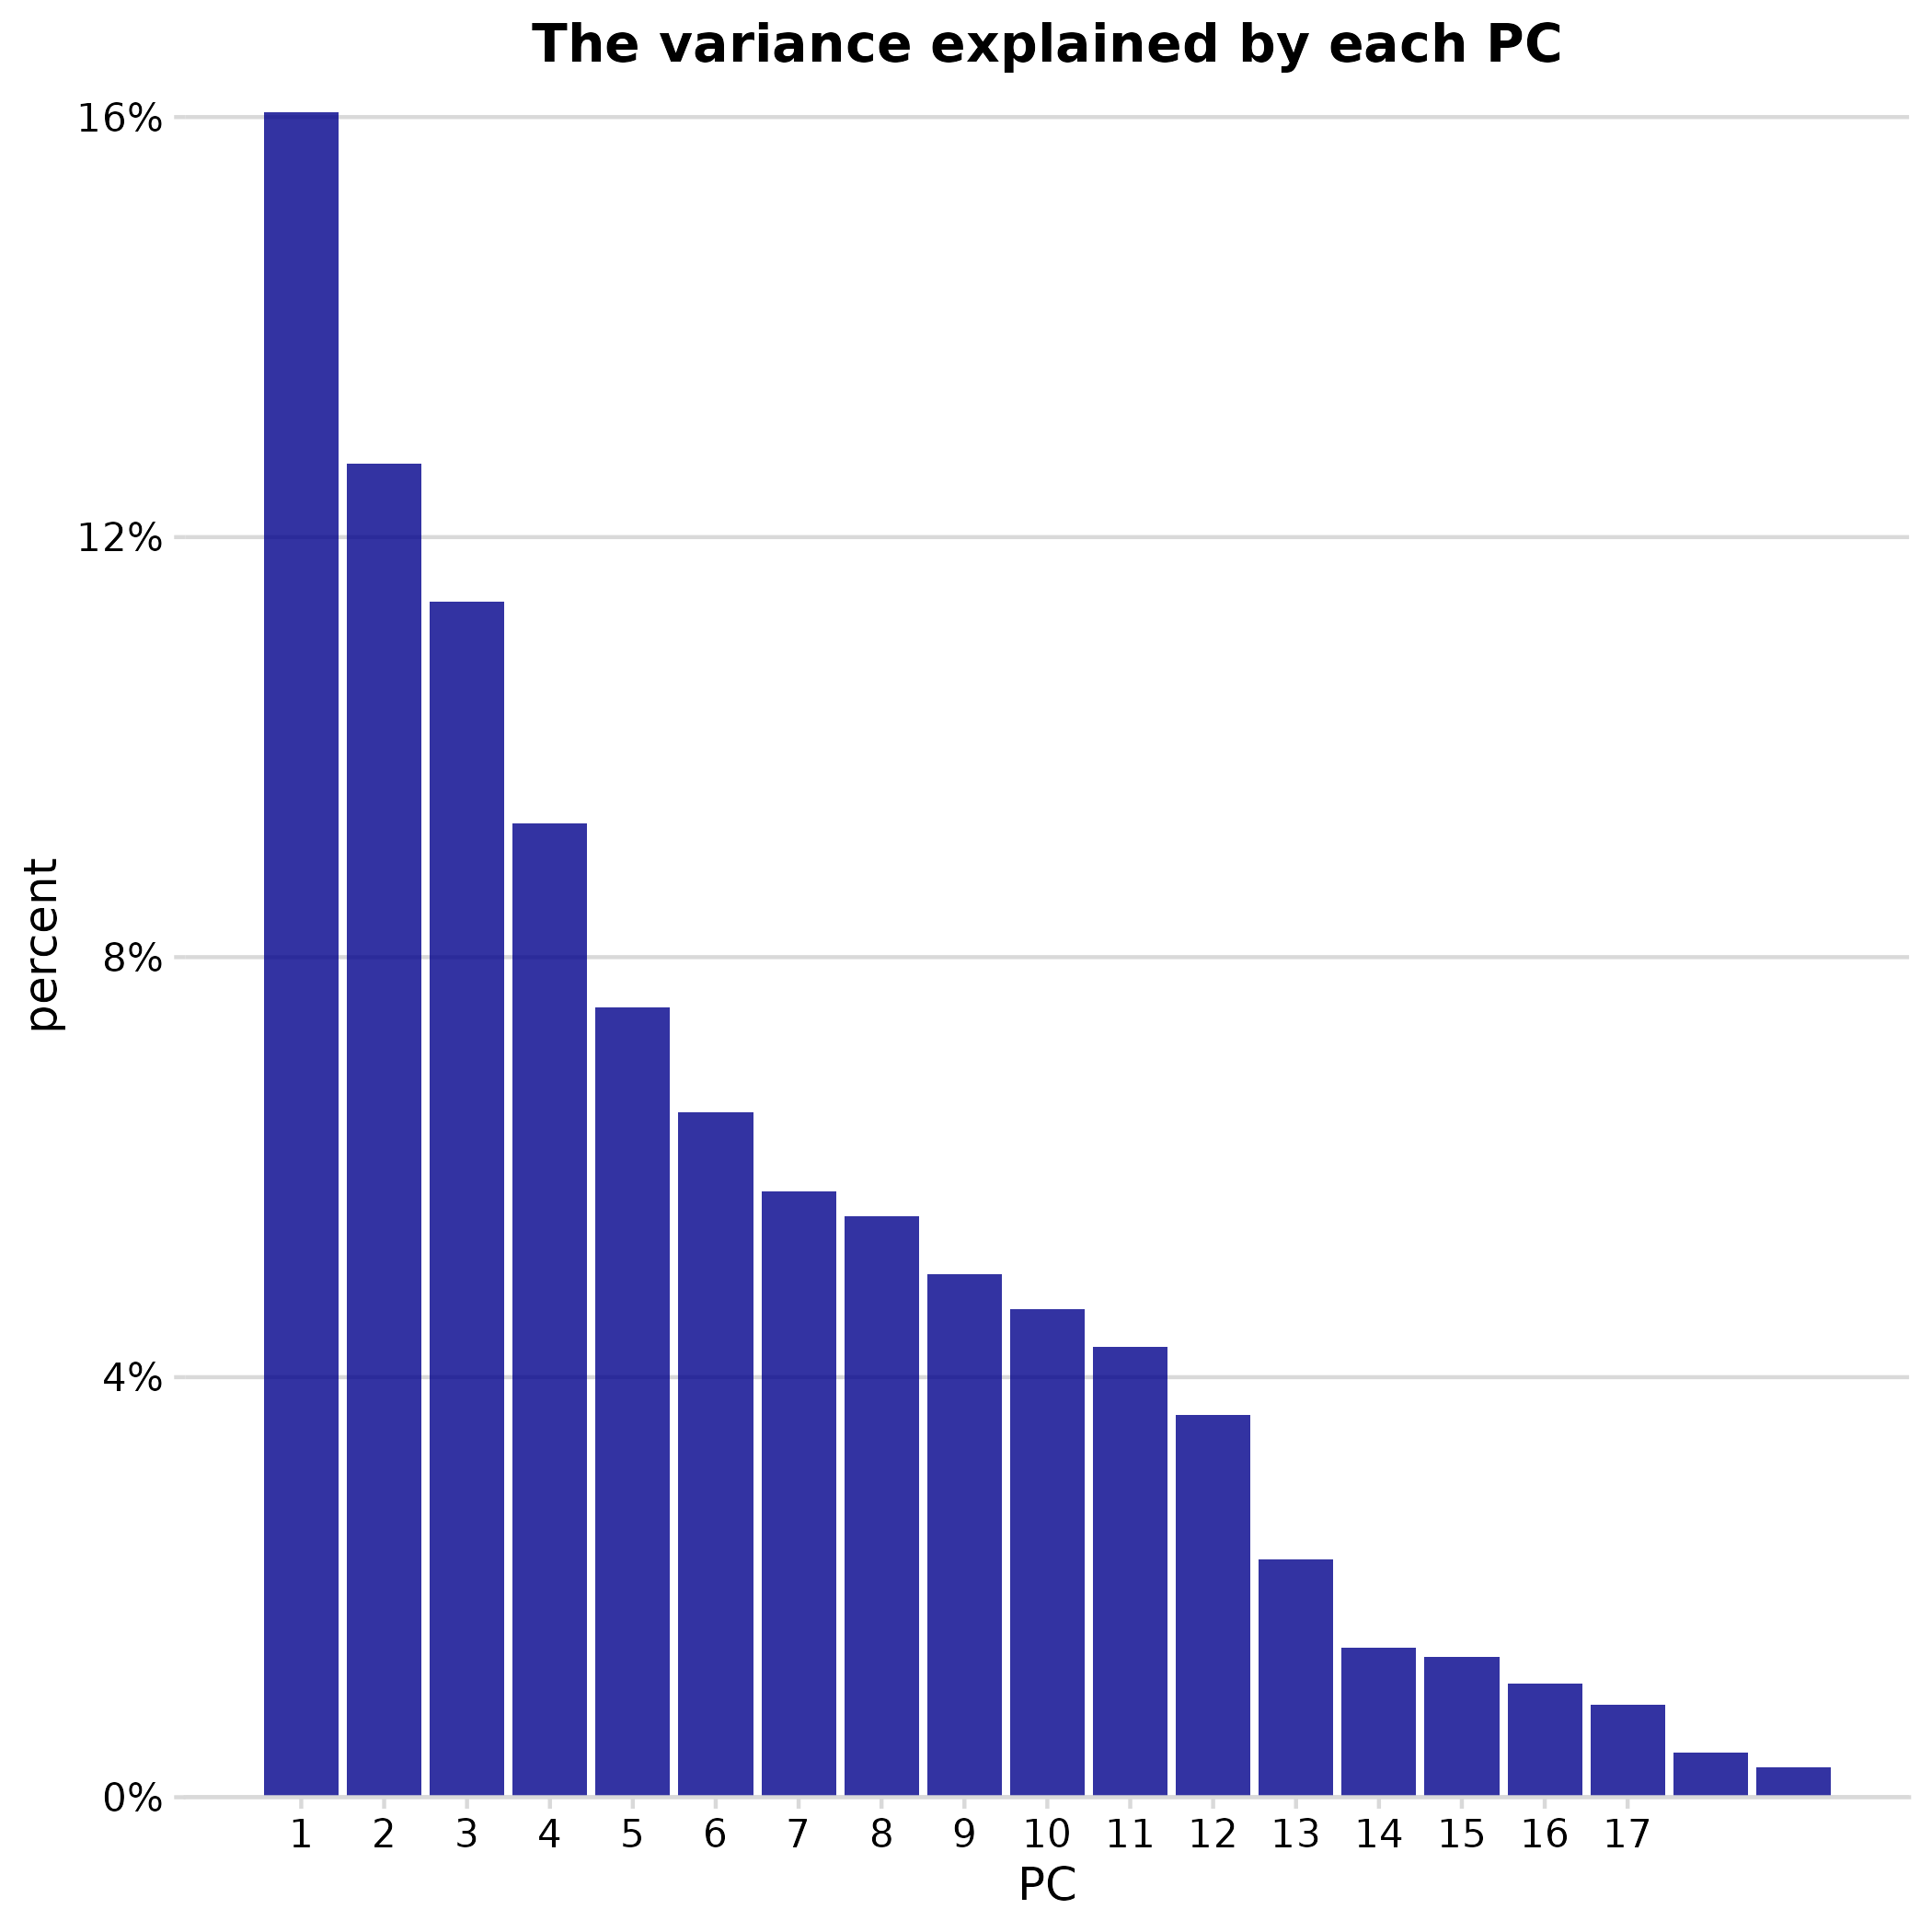 The variance explained by each PC
16%
12%
8%
4%
0%
percent
1 2 3 4 5 6 7 8 9 10 11 12 13 14 15 16 17
PC